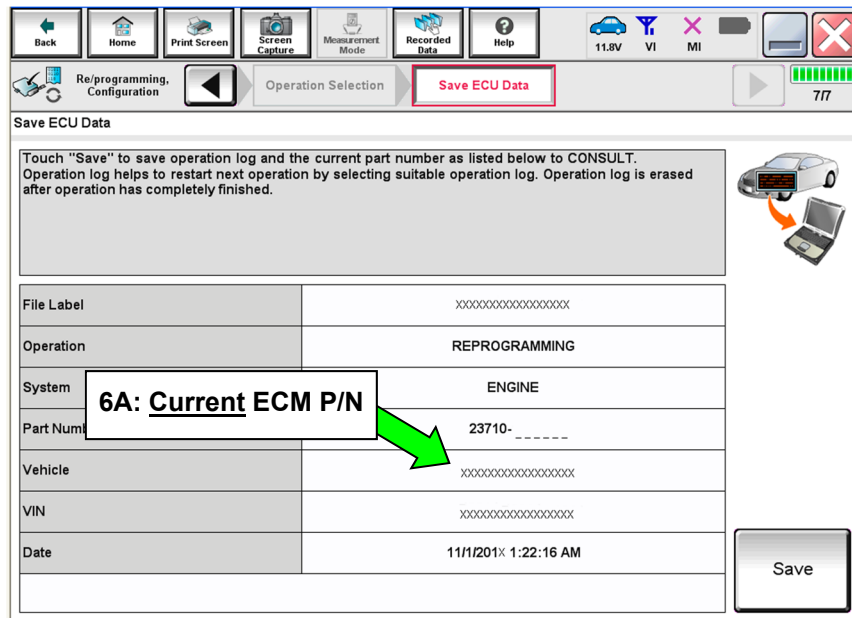 Back
Home
Print Screen
Screen
Capture
Measurement
Mode
Recorded
Data
Help
11.8V
VI
MI
Re/programming,
Configuration
Operation Selection
Save ECU Data
7/7
Save ECU Data
Touch "Save" to save operation log and the current part number as listed below to CONSULT.
Operation log helps to restart next operation by selecting suitable operation log. Operation log is erased
after operation has completely finished.
File Label
XXXXXXXXXXXXXXXXX
Operation
REPROGRAMMING
System
ENGINE
6A: Current ECM P/N
Part Numb
23710- _ _ _ _ _ _
Vehicle
XXXXXXXXXXXXXXXXX
VIN
XXXXXXXXXXXXXXXXX
Date
11/1/201X 1:22:16 AM
Save